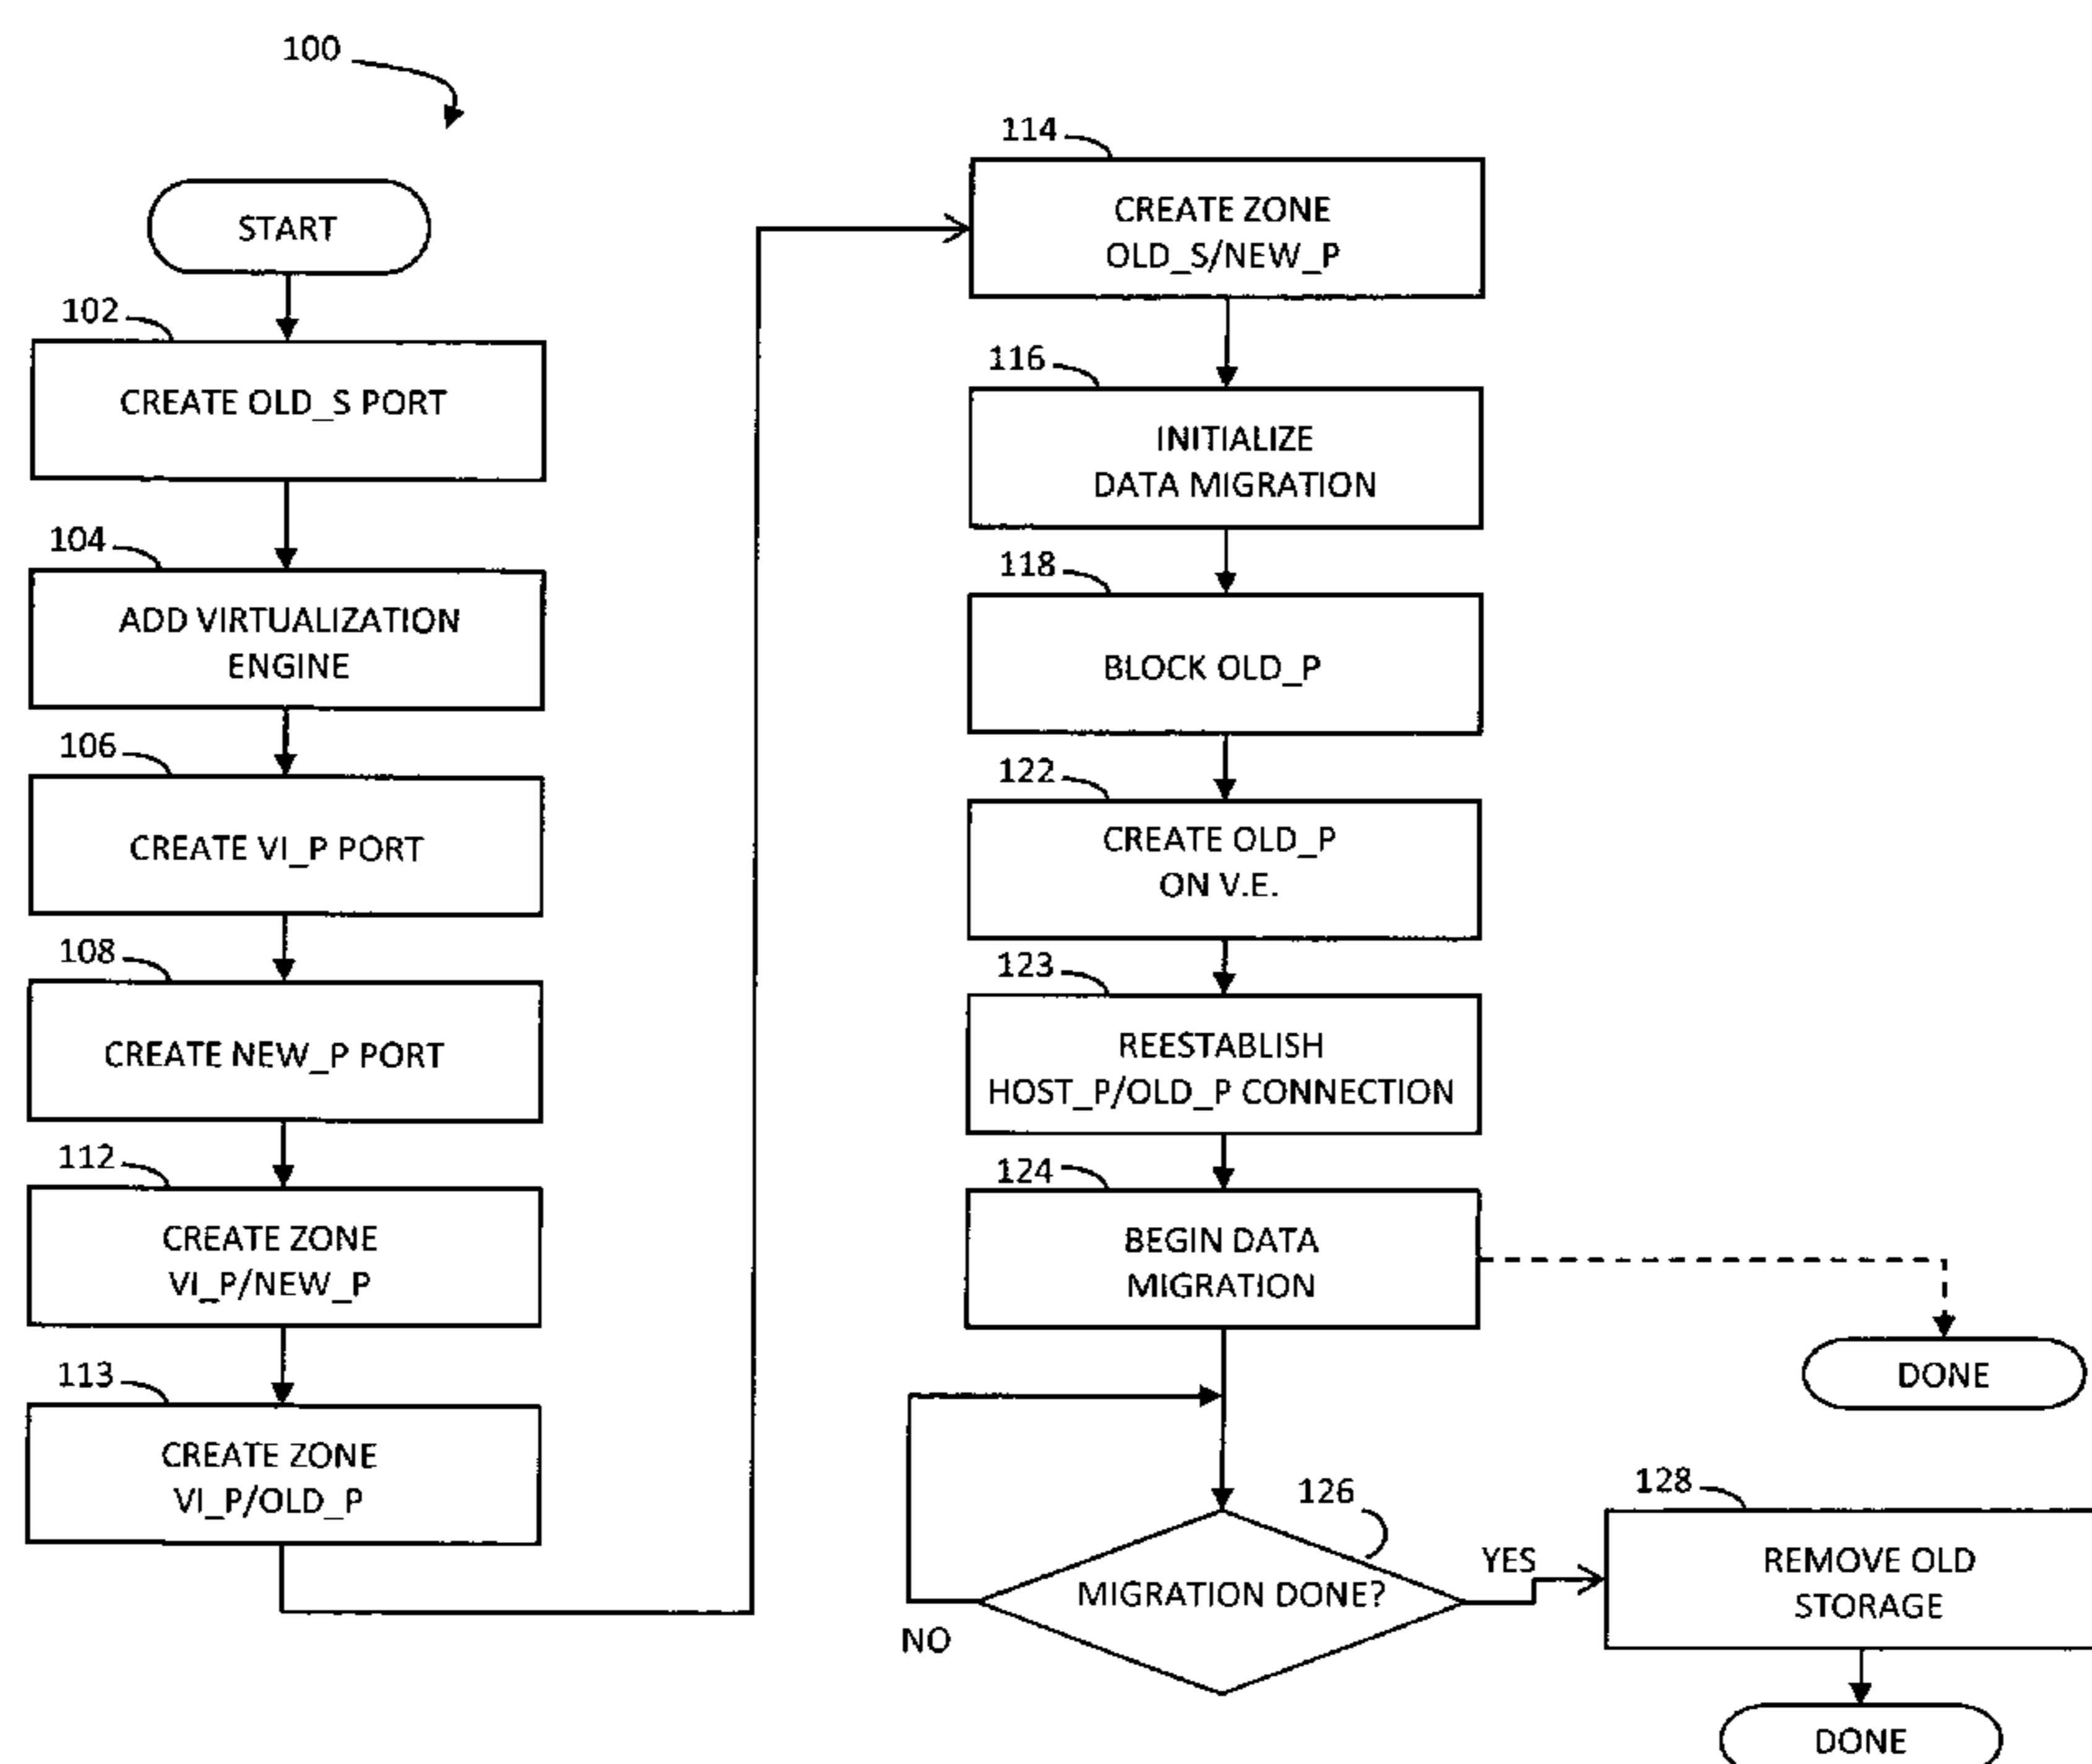 100
START
102
CREATE OLD_S PORT
104
ADD VIRTUALIZATION
ENGINE
106
CREATE VI_P PORT
108
CREATE NEW_P PORT
112
CREATE ZONE
VI_P/NEW_P
113
CREATE ZONE
VI_P/OLD_P
114
CREATE ZONE
OLD_S/NEW_P
116
INITIALIZE
DATA MIGRATION
118
BLOCK OLD_P
122
CREATE OLD_P
ON V.E.
123
REESTABLISH
HOST_P/OLD_P CONNECTION
124
BEGIN DATA
MIGRATION
DONE
126
MIGRATION DONE?
NO
YES
128
REMOVE OLD
STORAGE
DONE